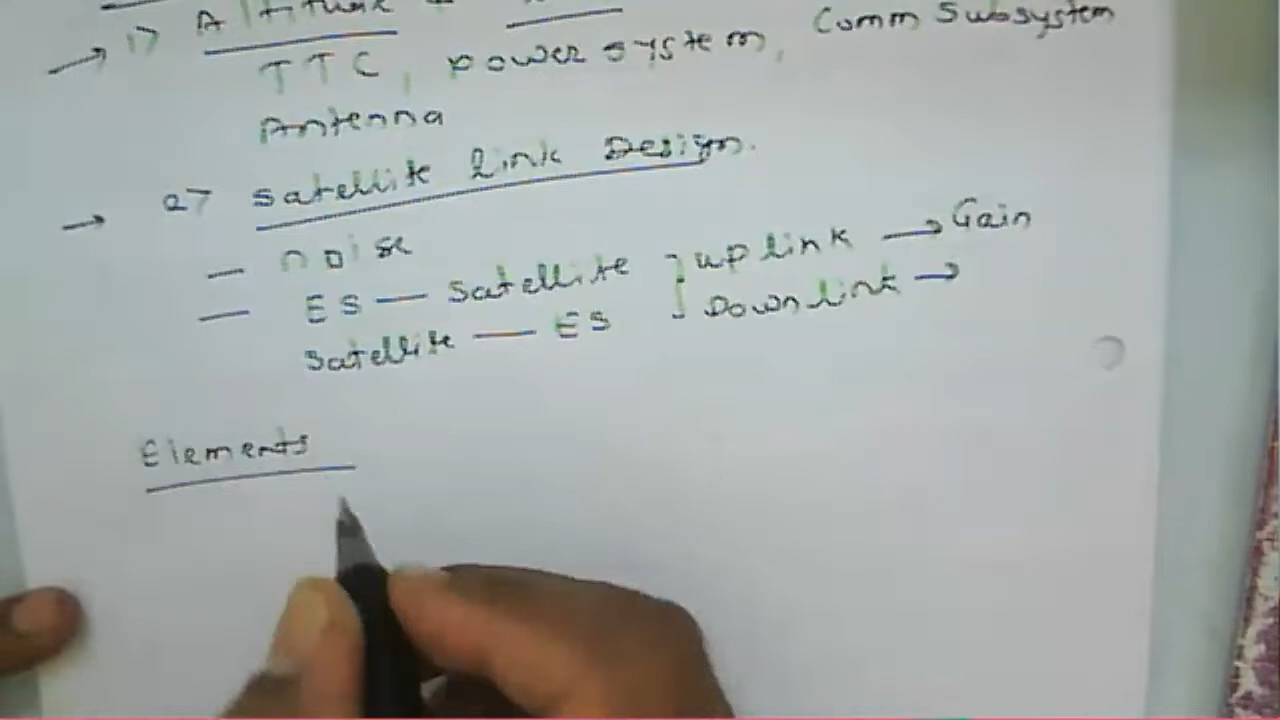 → 1) Altitude
TTC, power system, Comm Subsystem
Antenna
→ 2) Satellite link Design.
— noise
— ES — Satellite } uplink → Gain
Satellite — ES } Downlink →
Elements